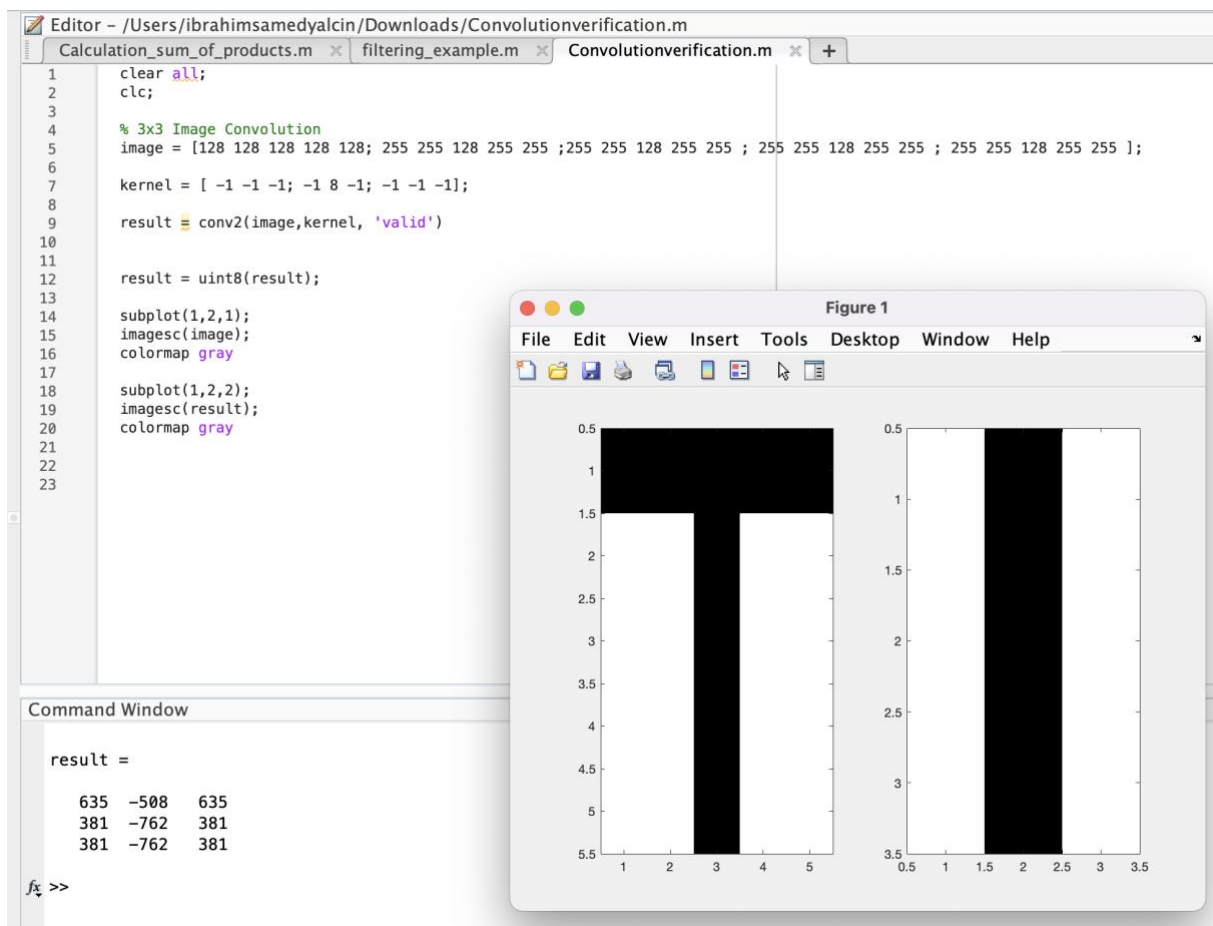 Editor – /Users/ibrahimsamedyalcin/Downloads/Convolutionverification.m
Calculation_sum_of_products.m × filtering_example.m × Convolutionverification.m × +
1 clear all;
2 clc;
3
4 % 3x3 Image Convolution
5 image = [128 128 128 128 128; 255 255 128 255 255 ;255 255 128 255 255 ; 255 255 128 255 255 ; 255 255 128 255 255 ];
6
7 kernel = [ -1 -1 -1; -1 8 -1; -1 -1 -1];
8
9 result = conv2(image,kernel, 'valid')
10
11
12 result = uint8(result);
13
14 subplot(1,2,1);
15 imagesc(image);
16 colormap gray
17
18 subplot(1,2,2);
19 imagesc(result);
20 colormap gray
21
22
23
Figure 1
File Edit View Insert Tools Desktop Window Help
0.5
1
1.5
2
2.5
3
3.5
4
4.5
5
5.5
1 2 3 4 5
0.5
1
1.5
2
2.5
3
3.5
0.5 1 1.5 2 2.5 3 3.5
Command Window
result =
635 -508 635
381 -762 381
381 -762 381
fx >>